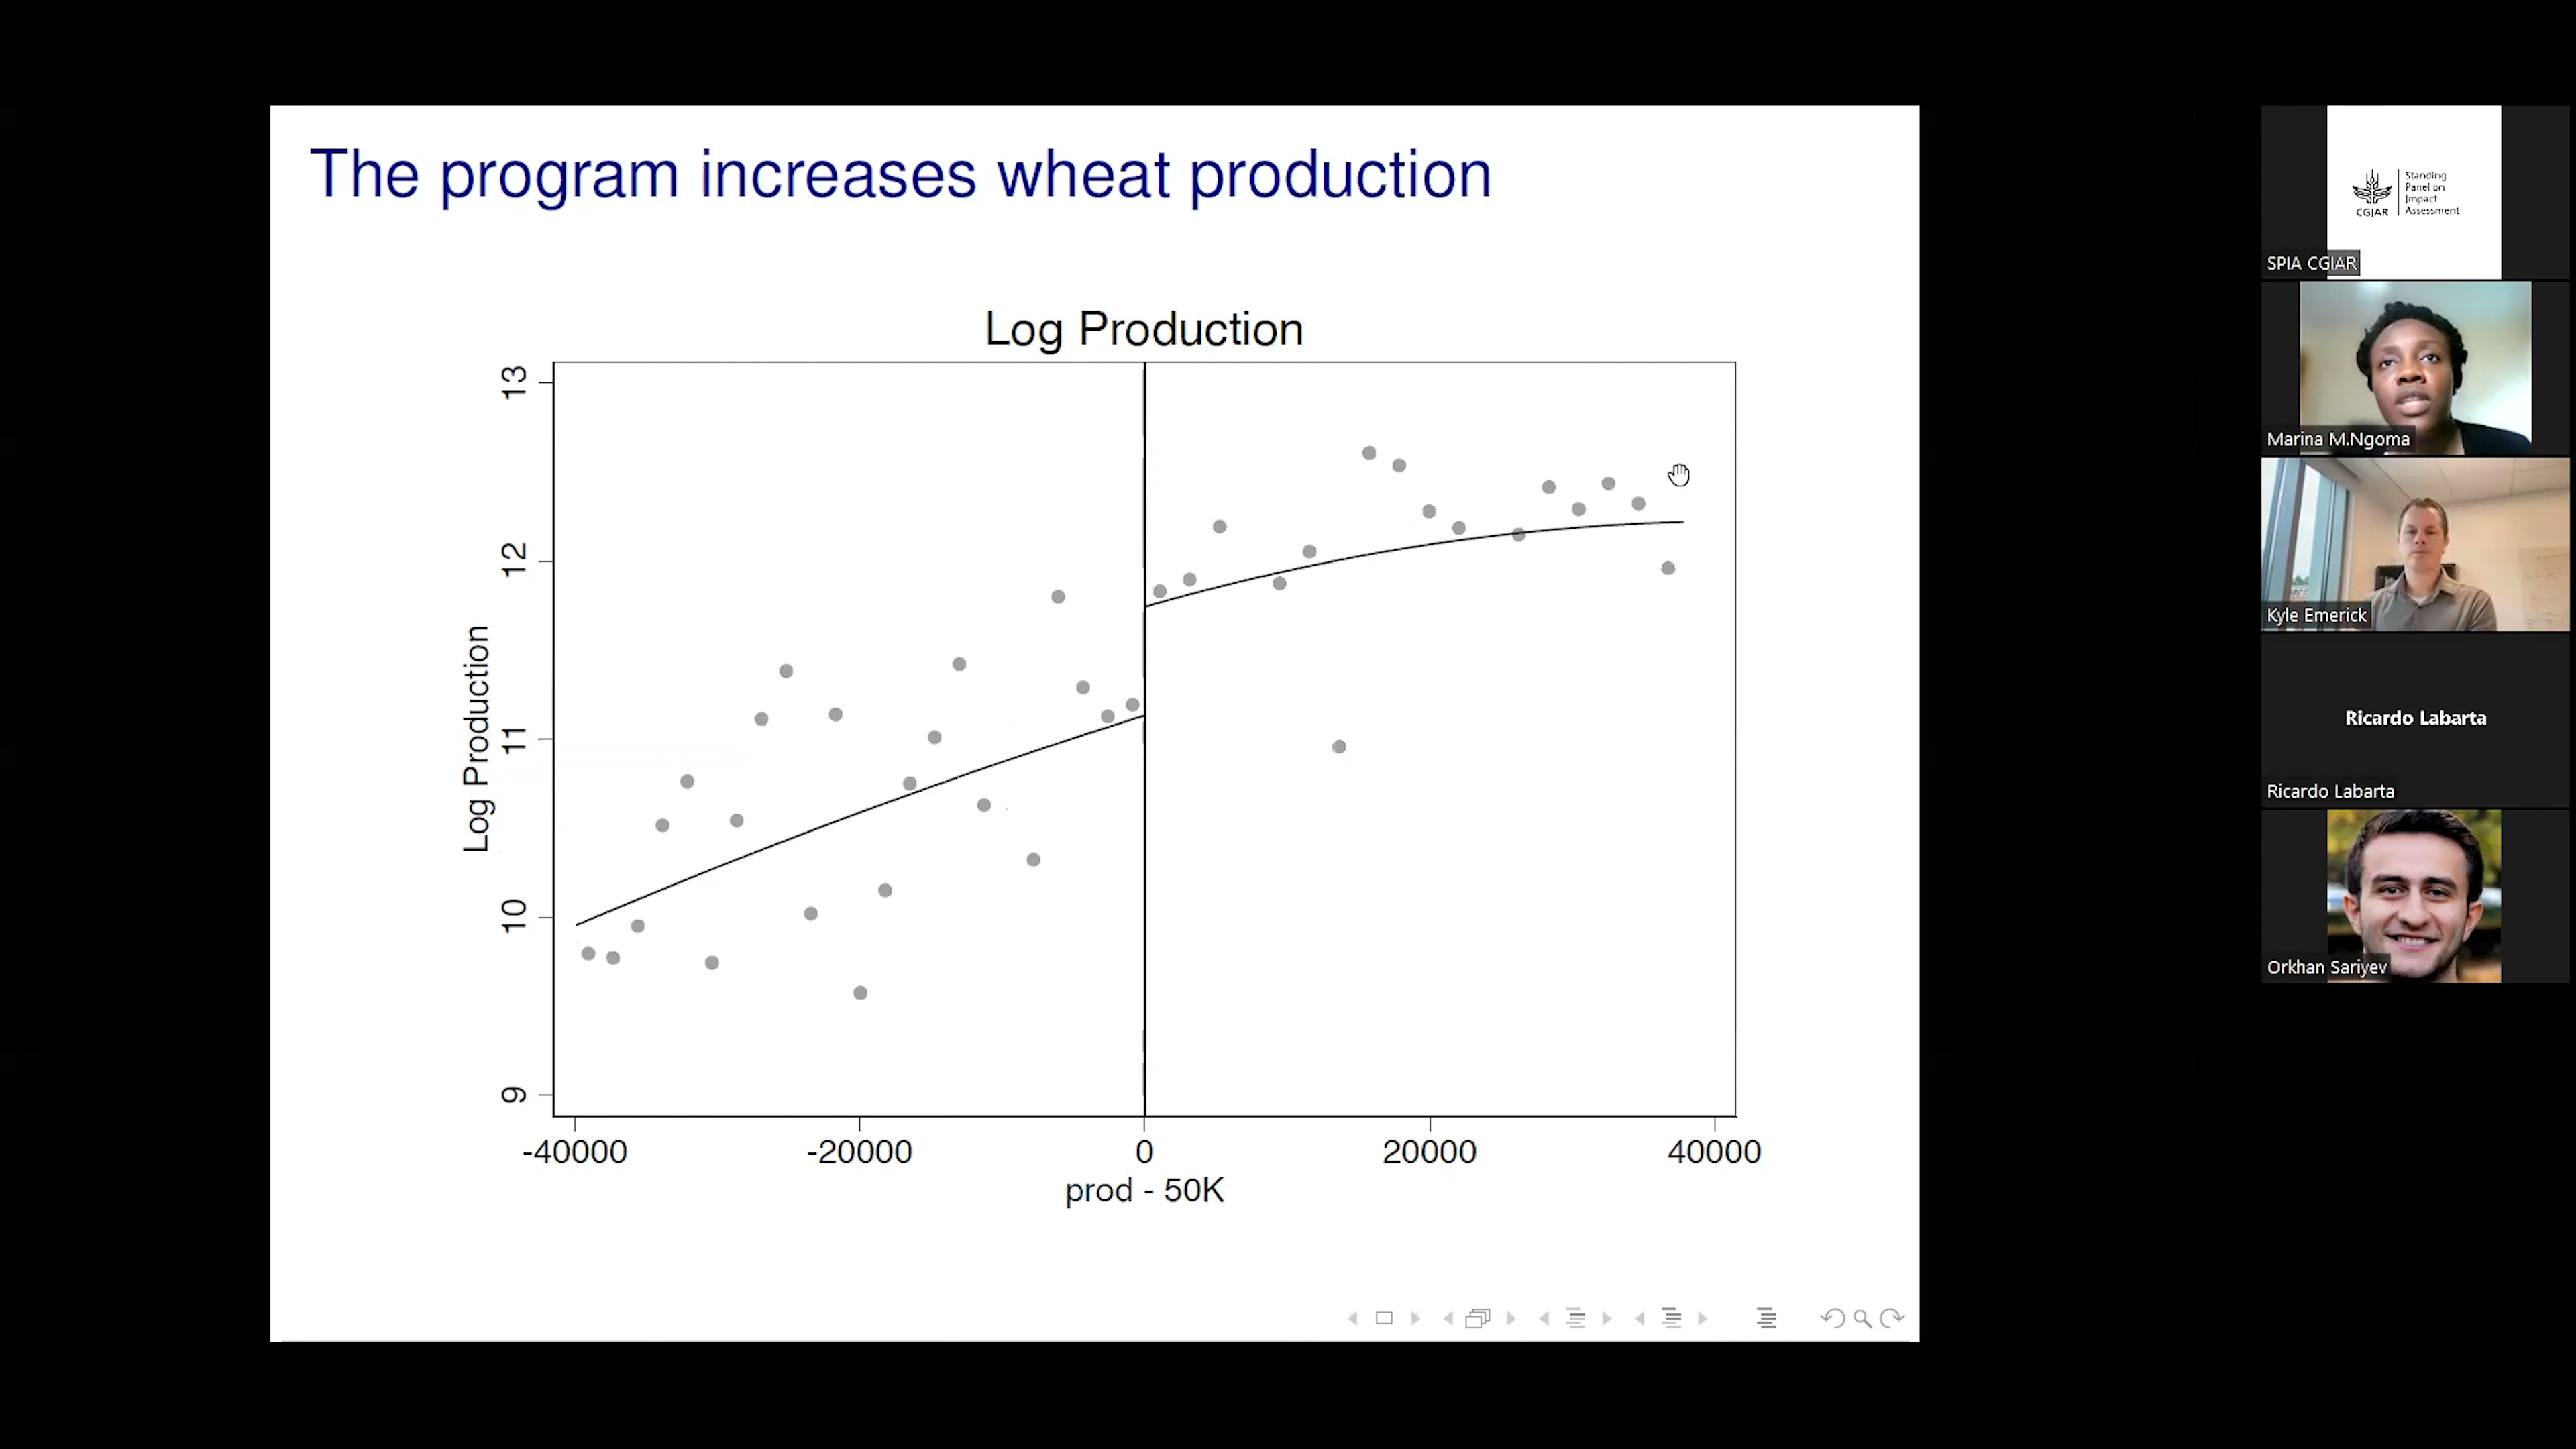 The program increases wheat production
Log Production
Log Production
13
12
11
10
9
-40000
-20000
0
20000
40000
prod - 50K
CGIAR
Standing
Panel on
Impact
Assessment
SPIA CGIAR
Marina M.Ngoma
Kyle Emerick
Ricardo Labarta
Ricardo Labarta
Orkhan Sariyev